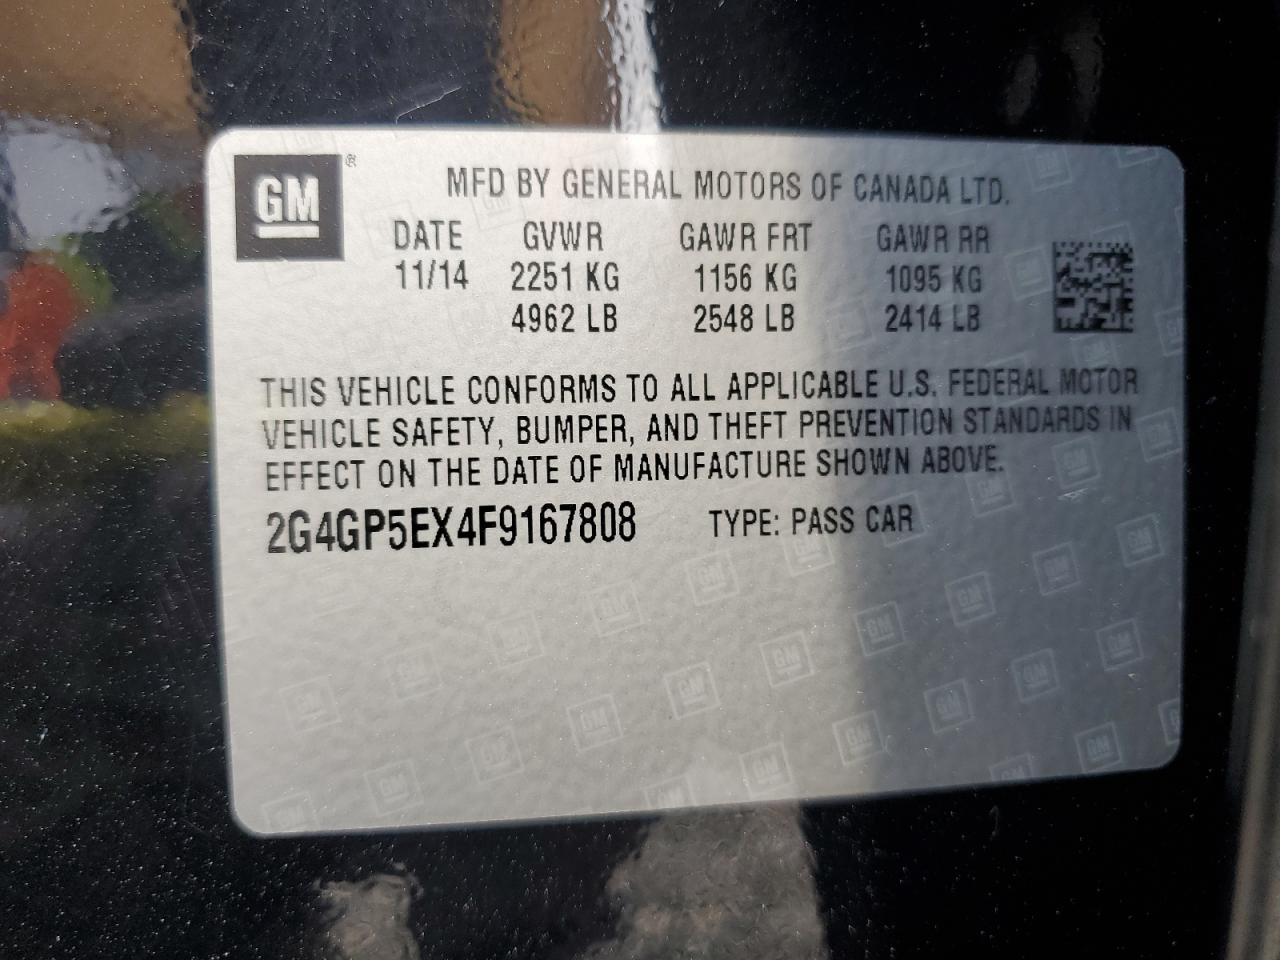 GM®
MFD BY GENERAL MOTORS OF CANADA LTD.
DATE GVWR GAWR FRT GAWR RR
11/14 2251 KG 1156 KG 1095 KG
4962 LB 2548 LB 2414 LB
THIS VEHICLE CONFORMS TO ALL APPLICABLE U.S. FEDERAL MOTOR
VEHICLE SAFETY, BUMPER, AND THEFT PREVENTION STANDARDS IN
EFFECT ON THE DATE OF MANUFACTURE SHOWN ABOVE.
2G4GP5EX4F9167808 TYPE: PASS CAR